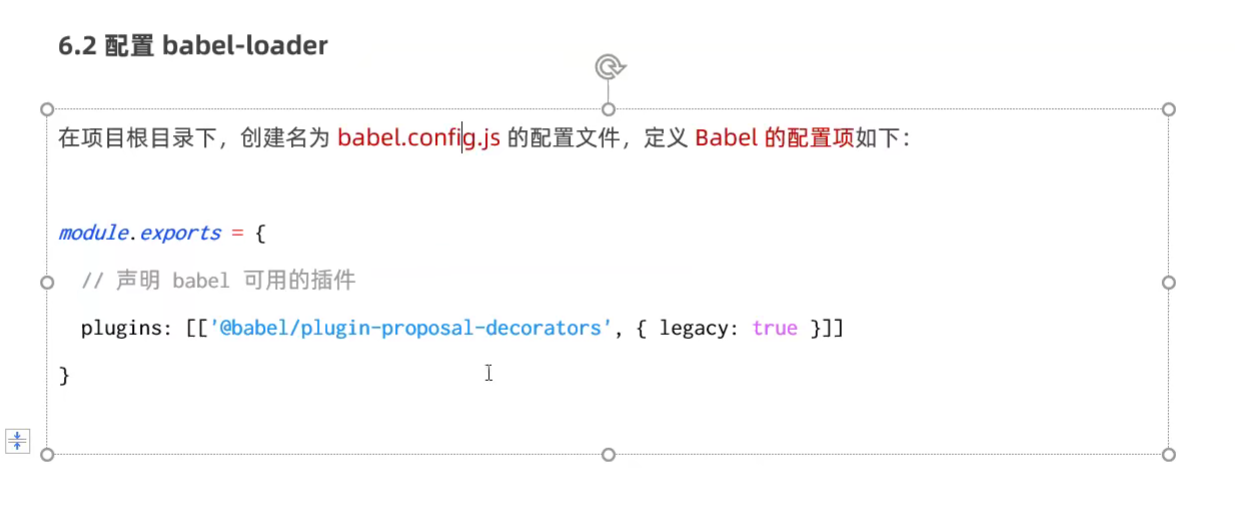 6.2 配置 babel-loader
在项目根目录下，创建名为 babel.config.js 的配置文件，定义 Babel 的配置项如下：
module.exports = {
// 声明 babel 可用的插件
plugins: [['@babel/plugin-proposal-decorators', { legacy: true }]]
}